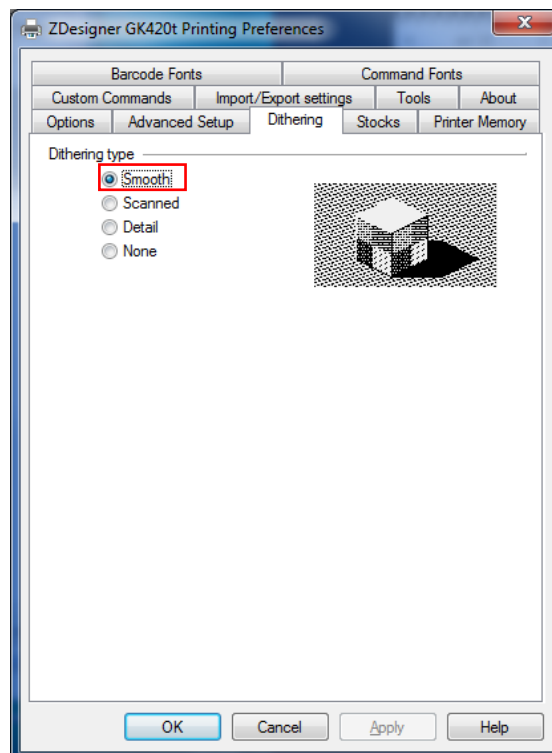 ZDesigner GK420t Printing Preferences
Barcode Fonts Command Fonts
Custom Commands Import/Export settings Tools About
Options Advanced Setup Dithering Stocks Printer Memory
Dithering type
Smooth
Scanned
Detail
None
OK Cancel Apply Help